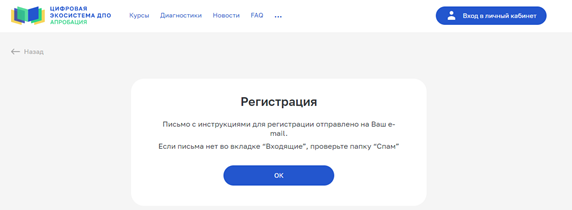 ЦИФРОВАЯ
ЭКОСИСТЕМА ДПО
АПРОБАЦИЯ
Курсы Диагностики Новости FAQ ... Вход в личный кабинет
Назад
Регистрация
Письмо с инструкциями для регистрации отправлено на Ваш e-
mail.
Если письма нет во вкладке “Входящие”, проверьте папку “Спам”
ОК